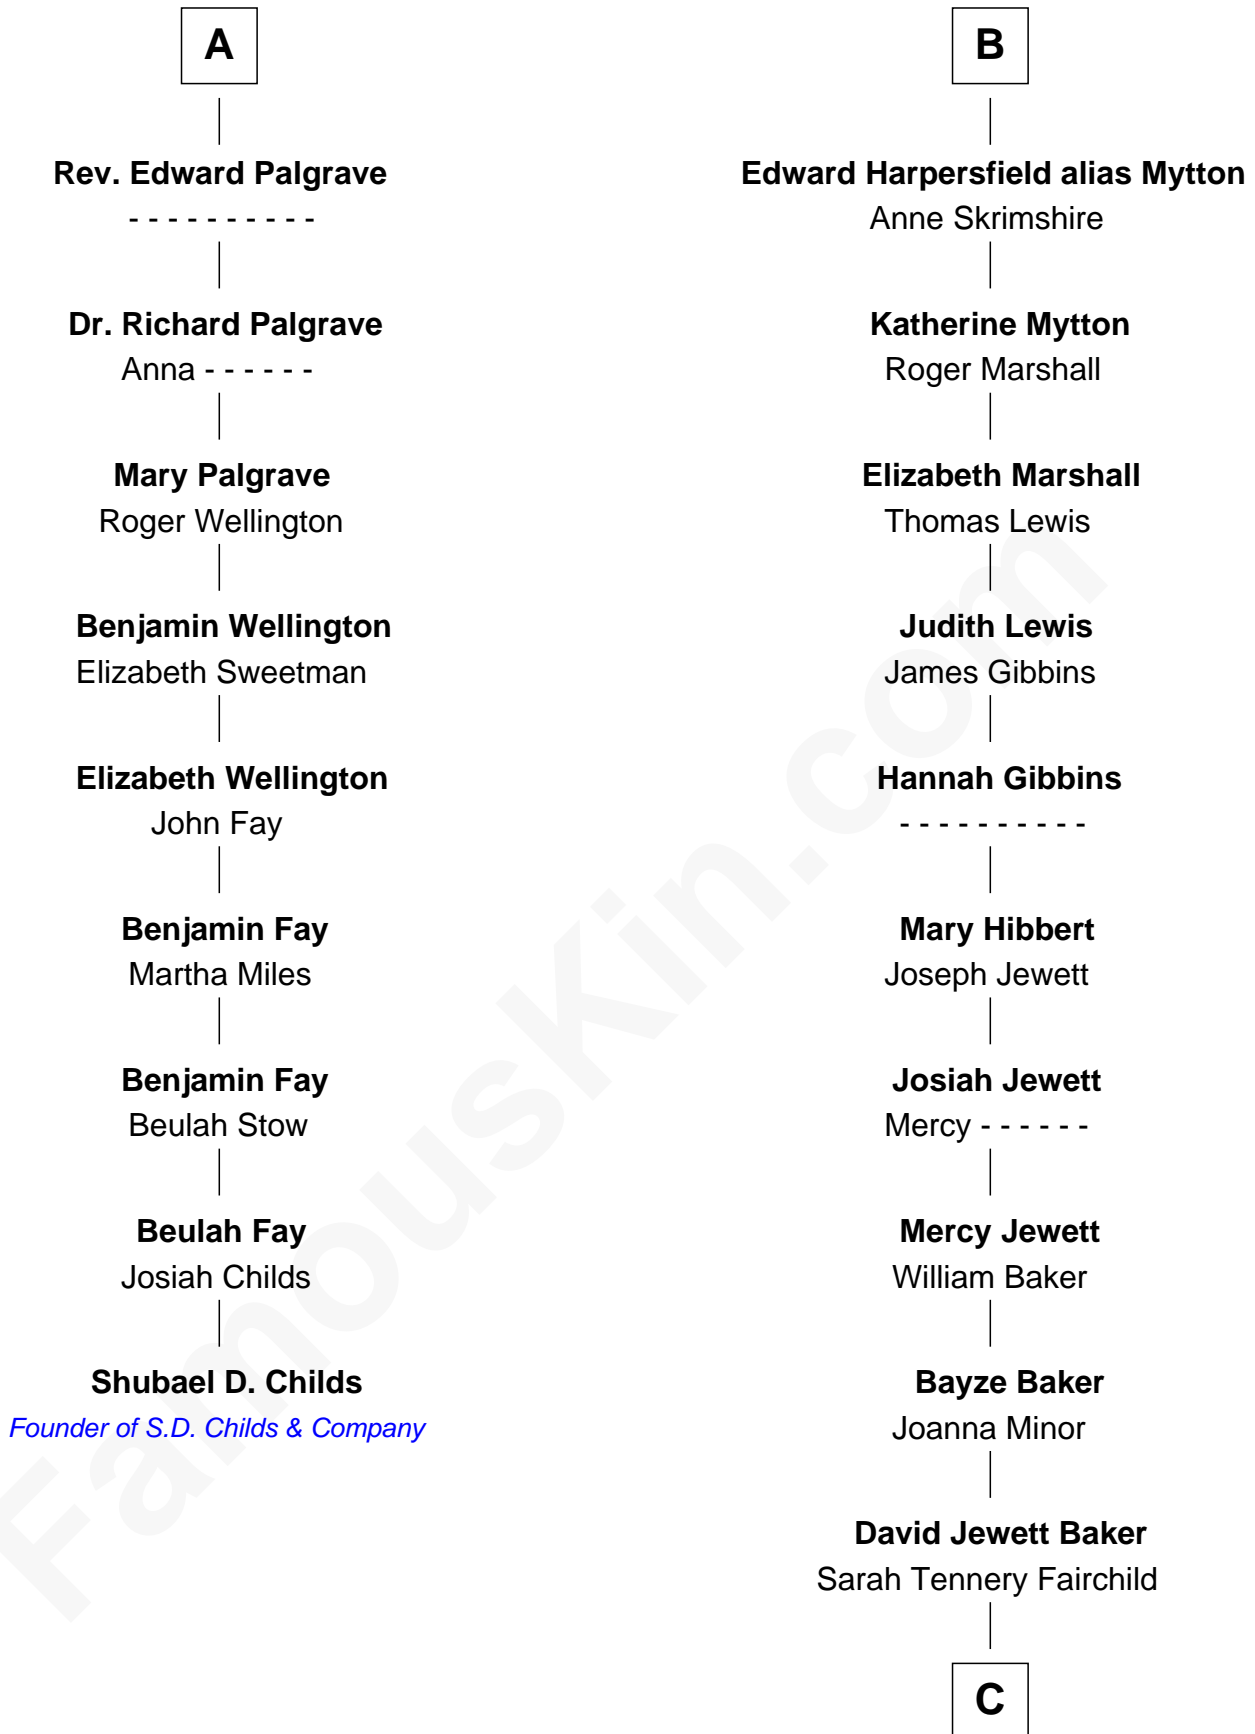 A
Rev. Edward Palgrave
- - - - - - - - - -
Dr. Richard Palgrave
Anna - - - - - -
Mary Palgrave
Roger Wellington
Benjamin Wellington
Elizabeth Sweetman
Elizabeth Wellington
John Fay
Benjamin Fay
Martha Miles
Benjamin Fay
Beulah Stow
Beulah Fay
Josiah Childs
Shubael D. Childs
Founder of S.D. Childs & Company
B
Edward Harpersfield alias Mytton
Anne Skrimshire
Katherine Mytton
Roger Marshall
Elizabeth Marshall
Thomas Lewis
Judith Lewis
James Gibbins
Hannah Gibbins
- - - - - - - - - -
Mary Hibbert
Joseph Jewett
Josiah Jewett
Mercy - - - - - -
Mercy Jewett
William Baker
Bayze Baker
Joanna Minor
David Jewett Baker
Sarah Tennery Fairchild
C
FamousKin.com